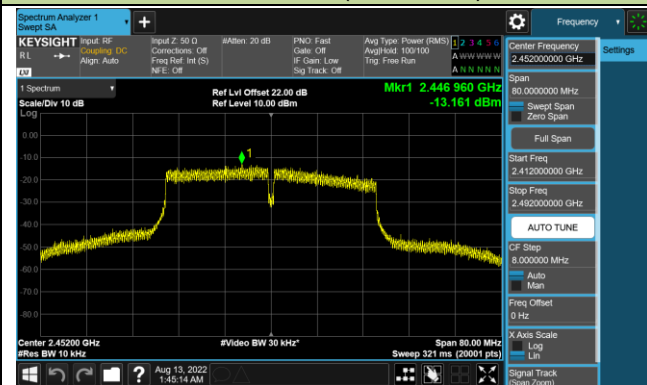 Spectrum Analyzer 1
Swept SA
+
Frequency
KEYSIGHT
Input: RF
Coupling: DC
Align: Auto
Input Z: 50 Ω
Corrections: Off
Freq Ref: Int (S)
NFE: Off
#Atten: 20 dB
PNO: Fast
Gate: Off
IF Gain: Low
Sig Track: Off
Avg Type: Power (RMS)
Avg|Hold: 100/100
Trig: Free Run
1 2 3 4 5 6
A W W W W W
A N N N N N
RL
LXI
1 Spectrum
Scale/Div 10 dB
Log
Ref Lvl Offset 22.00 dB
Ref Level 10.00 dBm
Mkr1 2.446 960 GHz
-13.161 dBm
1
0.00
-10.0
-20.0
-30.0
-40.0
-50.0
-60.0
-70.0
-80.0
Center 2.45200 GHz
#Res BW 10 kHz
#Video BW 30 kHz*
Span 80.00 MHz
Sweep 321 ms (20001 pts)
Center Frequency
2.452000000 GHz
Settings
Span
80.0000000 MHz
Swept Span
Zero Span
Full Span
Start Freq
2.412000000 GHz
Stop Freq
2.492000000 GHz
AUTO TUNE
CF Step
8.000000 MHz
Auto
Man
Freq Offset
0 Hz
X Axis Scale
Log
Lin
Signal Track
(Span Zoom)
?
Aug 13, 2022
1:45:14 AM